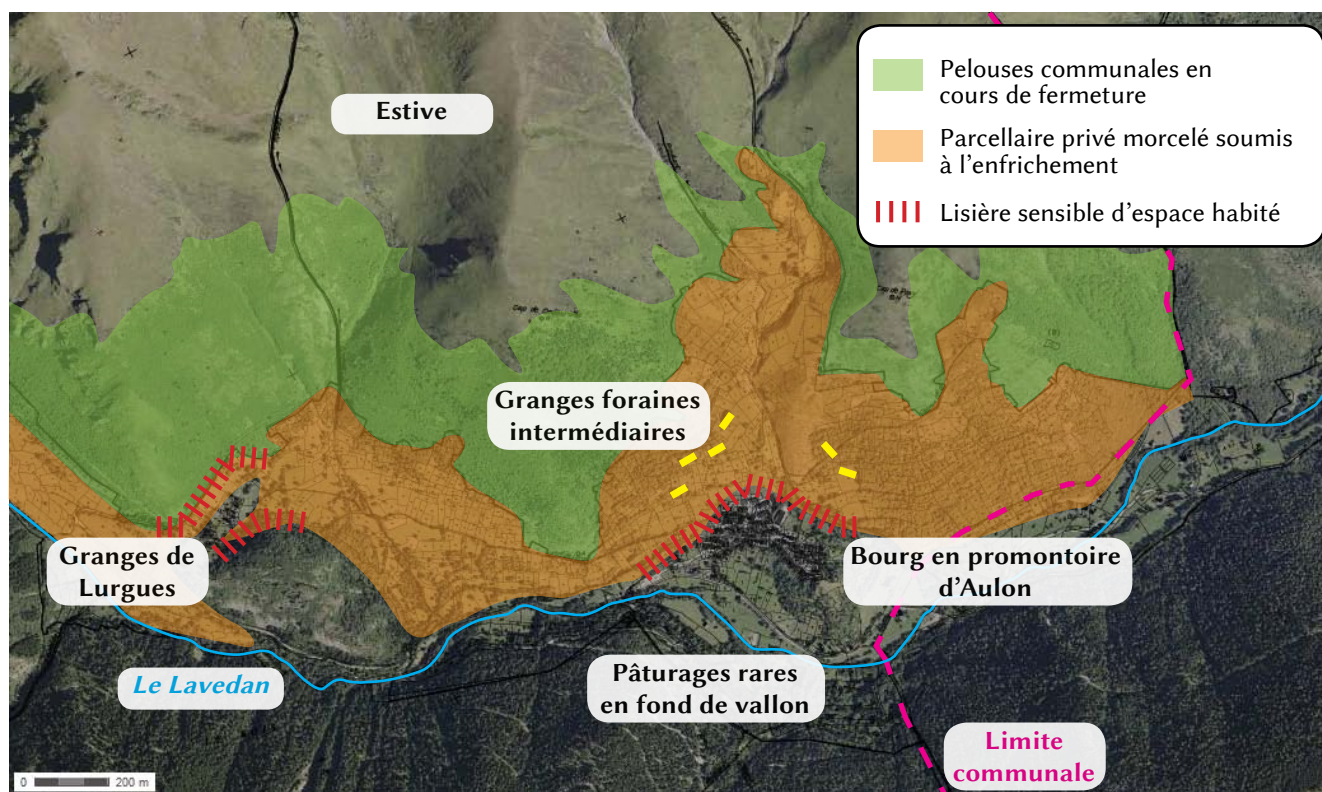 Pelouses communales en
cours de fermeture
Parcellaire privé morcelé soumis
à l'enfrichement
Lisière sensible d'espace habité
Estive
Granges foraines
intermédiaires
Granges de
Lurgues
Bourg en promontoire
d'Aulon
Le Lavedan
Pâturages rares
en fond de vallon
Limite
communale
0 200 m